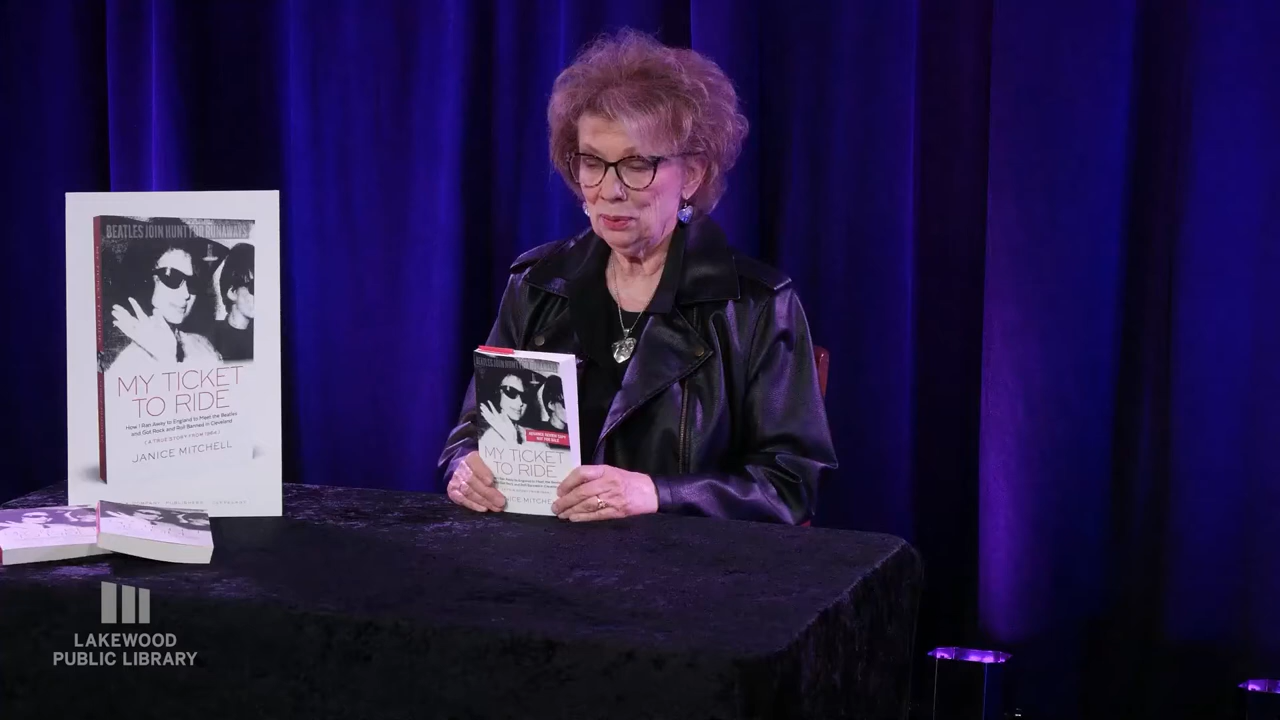 BEATLES JOIN HUNT FOR RUNAWAYS
MY TICKET
TO RIDE
How I Ran Away to England to Meet the Beatles
and Got Rock and Roll Banned in Cleveland
(A TRUE STORY FROM 1964)
JANICE MITCHELL
BEATLES JOIN HUNT FOR RUNAWAYS
MY TICKET
TO RIDE
JANICE MITCHELL
LAKEWOOD
PUBLIC LIBRARY